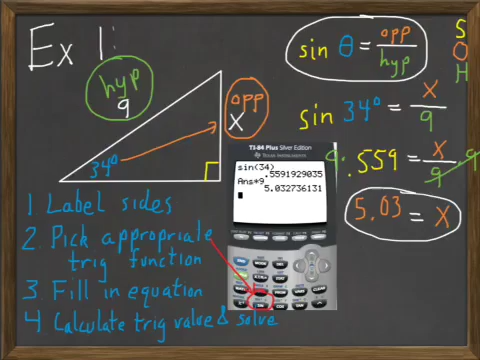 Ex 1:
hyp
9
opp
X
34°
sin θ = opp/hyp
sin 34° = X/9
9 · .559 = X/9 · 9
5.03 = X
S
O
H
TI-84 Plus Silver Edition
TEXAS INSTRUMENTS
sin(34)
.5591929035
Ans*9
5.032736131
1 Label sides
2 Pick appropriate
trig function
3 Fill in equation
4 Calculate trig value & solve